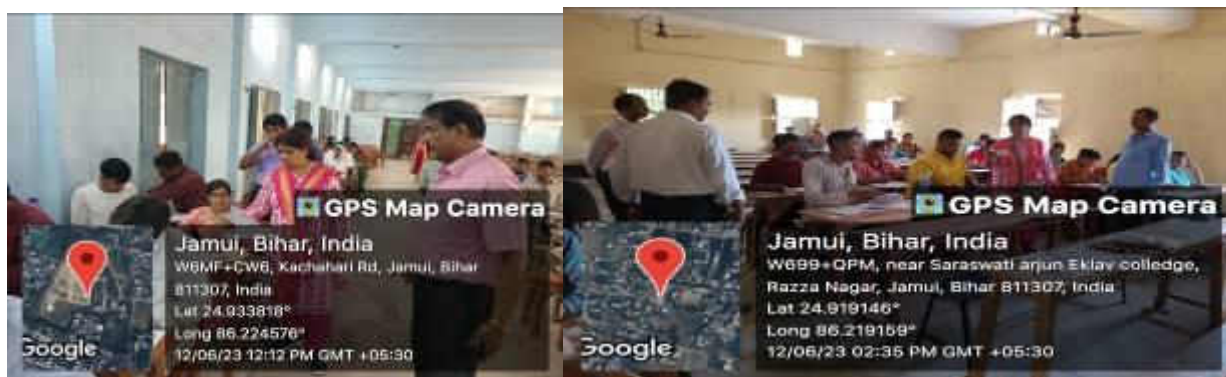 GPS Map Camera
Jamui, Bihar, India
W6MF+CW6, Kachahari Rd, Jamui, Bihar
811307, India
Lat 24.933818°
Long 86.224576°
12/06/23 12:12 PM GMT +05:30
Google
GPS Map Camera
Jamui, Bihar, India
W699+QPM, near Saraswati arjun Eklav colledge,
Razza Nagar, Jamui, Bihar 811307, India
Lat 24.919146°
Long 86.219159°
12/06/23 02:35 PM GMT +05:30
Google